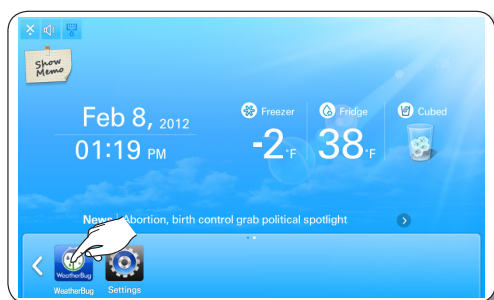 Show
Memo
Feb 8, 2012
01:19 PM
Freezer
-2°F
Fridge
38°F
Cubed
News | Abortion, birth control grab political spotlight
WeatherBug
WeatherBug
Settings